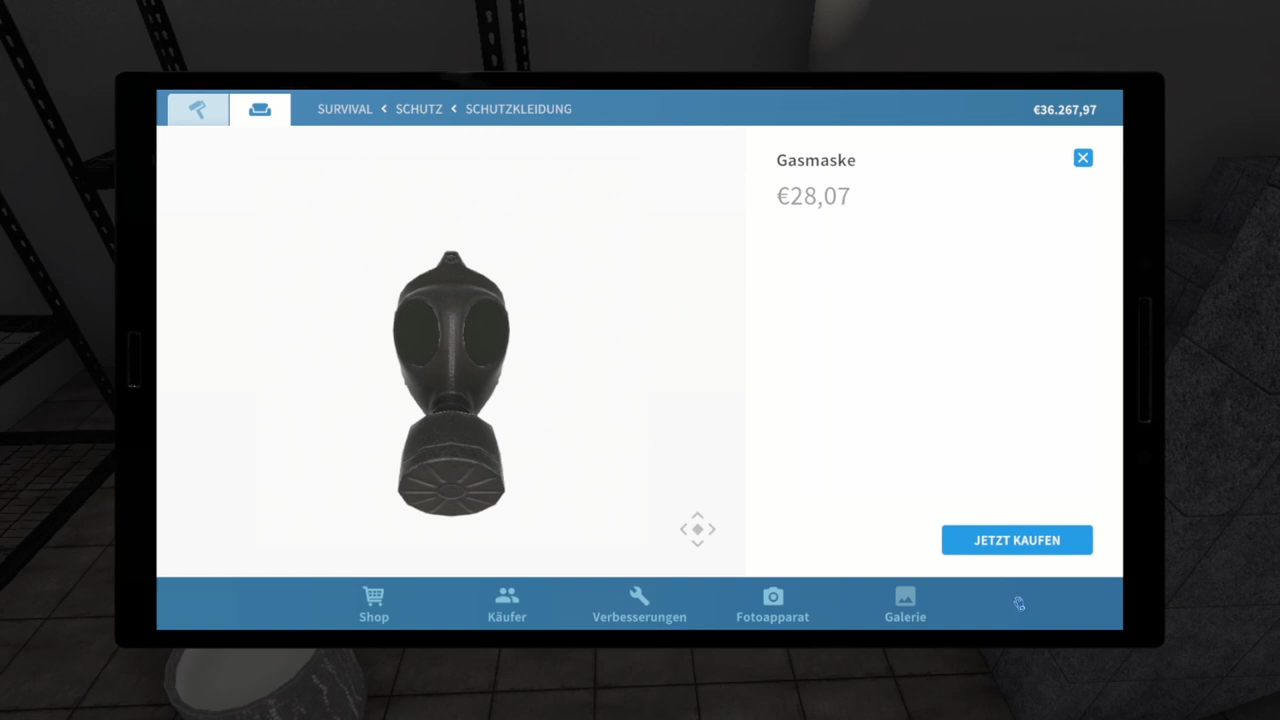 SURVIVAL < SCHUTZ < SCHUTZKLEIDUNG
€36.267,97
Gasmaske
€28,07
JETZT KAUFEN
Shop
Käufer
Verbesserungen
Fotoapparat
Galerie